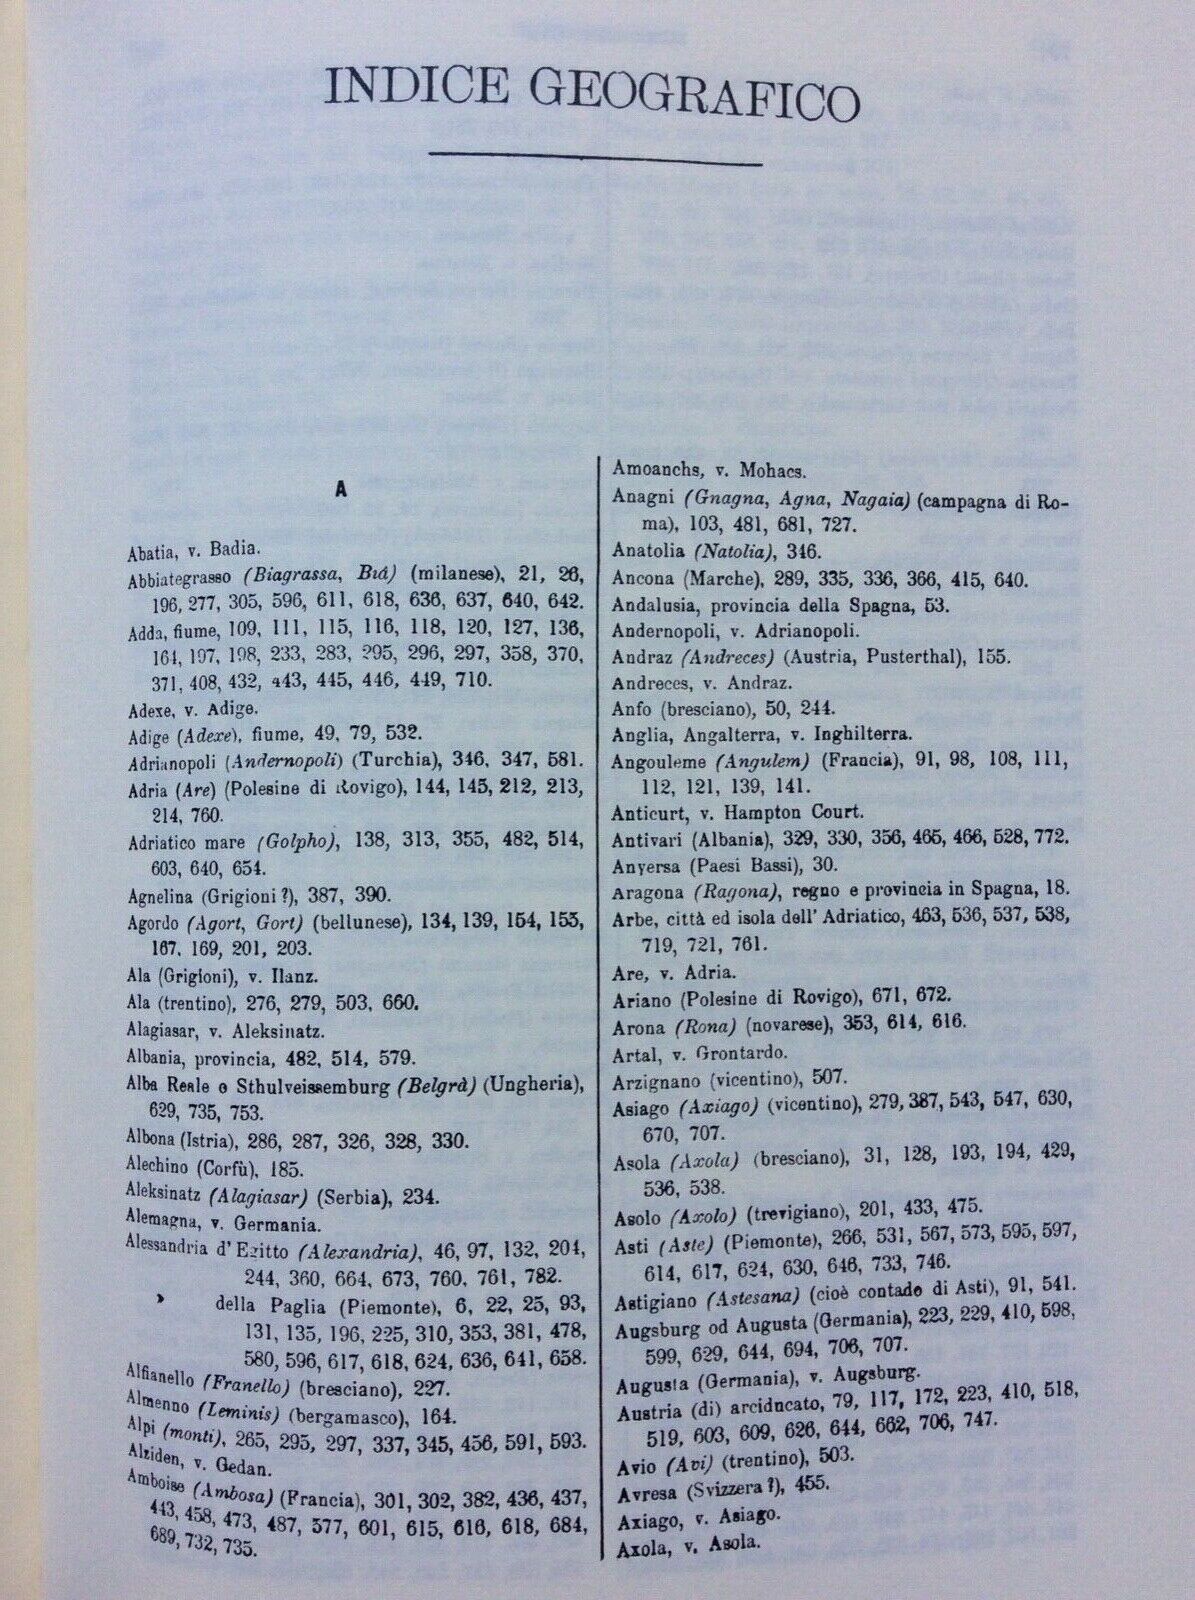 INDICE GEOGRAFICO
A
Abatia, v. Badia.
Abbiategrasso (Biagrassa, Biá) (milanese), 21, 26,
196, 277, 305, 596, 611, 618, 636, 637, 640, 642.
Adda, fiume, 109, 111, 115, 116, 118, 120, 127, 136,
164, 197, 198, 233, 283, 295, 296, 297, 358, 370,
371, 408, 432, 443, 445, 446, 449, 710.
Adexe, v. Adige.
Adige (Adexe), fiume, 49, 79, 532.
Adrianopoli (Andernopoli) (Turchia), 346, 347, 581.
Adria (Are) (Polesine di Rovigo), 144, 145, 212, 213,
214, 760.
Adriatico mare (Golpho), 138, 313, 355, 482, 514,
603, 640, 654.
Agnelina (Grigioni?), 387, 390.
Agordo (Agort, Gort) (bellunese), 134, 139, 154, 155,
167, 169, 201, 203.
Ala (Grigioni), v. Ilanz.
Ala (trentino), 276, 279, 503, 660.
Alagiasar, v. Aleksinatz.
Albania, provincia, 482, 514, 579.
Alba Reale o Sthulveissemburg (Belgrà) (Ungheria),
629, 735, 753.
Albona (Istria), 286, 287, 326, 328, 330.
Alechino (Corfù), 185.
Aleksinatz (Alagiasar) (Serbia), 234.
Alemagna, v. Germania.
Alessandria d' Egitto (Alexandria), 46, 97, 132, 204,
244, 360, 664, 673, 760, 761, 782.
› della Paglia (Piemonte), 6, 22, 25, 93,
131, 135, 196, 225, 310, 353, 381, 478,
580, 596, 617, 618, 624, 636, 641, 658.
Alfianello (Franello) (bresciano), 227.
Almenno (Leminis) (bergamasco), 164.
Alpi (monti), 265, 295, 297, 337, 345, 456, 591, 593.
Alziden, v. Gedan.
Amboise (Ambosa) (Francia), 301, 302, 382, 436, 437,
443, 458, 473, 487, 577, 601, 615, 616, 618, 684,
689, 732, 735.
Amoanchs, v. Mohacs.
Anagni (Gnagna, Agna, Nagaia) (campagna di Ro-
ma), 103, 481, 681, 727.
Anatolia (Natolia), 346.
Ancona (Marche), 289, 335, 336, 366, 415, 640.
Andalusia, provincia della Spagna, 53.
Andernopoli, v. Adrianopoli.
Andraz (Andreces) (Austria, Pusterthal), 155.
Andreces, v. Andraz.
Anfo (bresciano), 50, 244.
Anglia, Angalterra, v. Inghilterra.
Angouleme (Angulem) (Francia), 91, 98, 108, 111,
112, 121, 139, 141.
Anticurt, v. Hampton Court.
Antivari (Albania), 329, 330, 356, 465, 466, 528, 772.
Anversa (Paesi Bassi), 30.
Aragona (Ragona), regno e provincia in Spagna, 18.
Arbe, città ed isola dell' Adriatico, 463, 536, 537, 538,
719, 721, 761.
Are, v. Adria.
Ariano (Polesine di Rovigo), 671, 672.
Arona (Rona) (novarese), 353, 614, 616.
Artal, v. Grontardo.
Arzignano (vicentino), 507.
Asiago (Axiago) (vicentino), 279, 387, 543, 547, 630,
670, 707.
Asola (Axola) (bresciano), 31, 128, 193, 194, 429,
536, 538.
Asolo (Axolo) (trevigiano), 201, 433, 475.
Asti (Aste) (Piemonte), 266, 531, 567, 573, 595, 597,
614, 617, 624, 630, 646, 733, 746.
Astigiano (Astesana) (cioè contado di Asti), 91, 541.
Augsburg od Augusta (Germania), 223, 229, 410, 598,
599, 629, 644, 694, 706, 707.
Augusta (Germania), v. Augsburg.
Austria (di) arciducato, 79, 117, 172, 223, 410, 518,
519, 603, 609, 626, 644, 662, 706, 747.
Avio (Avi) (trentino), 503.
Avresa (Svizzera?), 455.
Axiago, v. Asiago.
Axola, v. Asola.